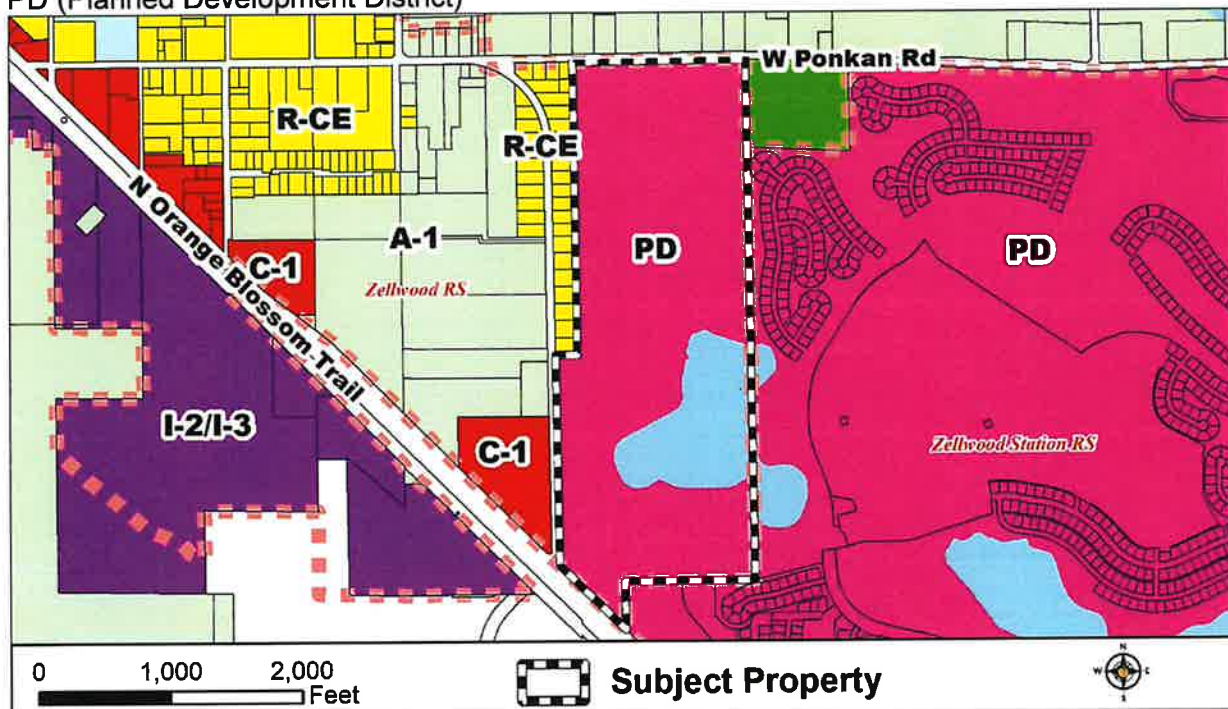 PD (Planned Development District)
W Ponkan Rd
R-CE
R-CE
N Orange Blossom Trail
A-1
PD
PD
C-1
Zellwood RS
I-2/I-3
C-1
Zellwood Station RS
0 1,000 2,000
Feet
Subject Property
N
W E
S